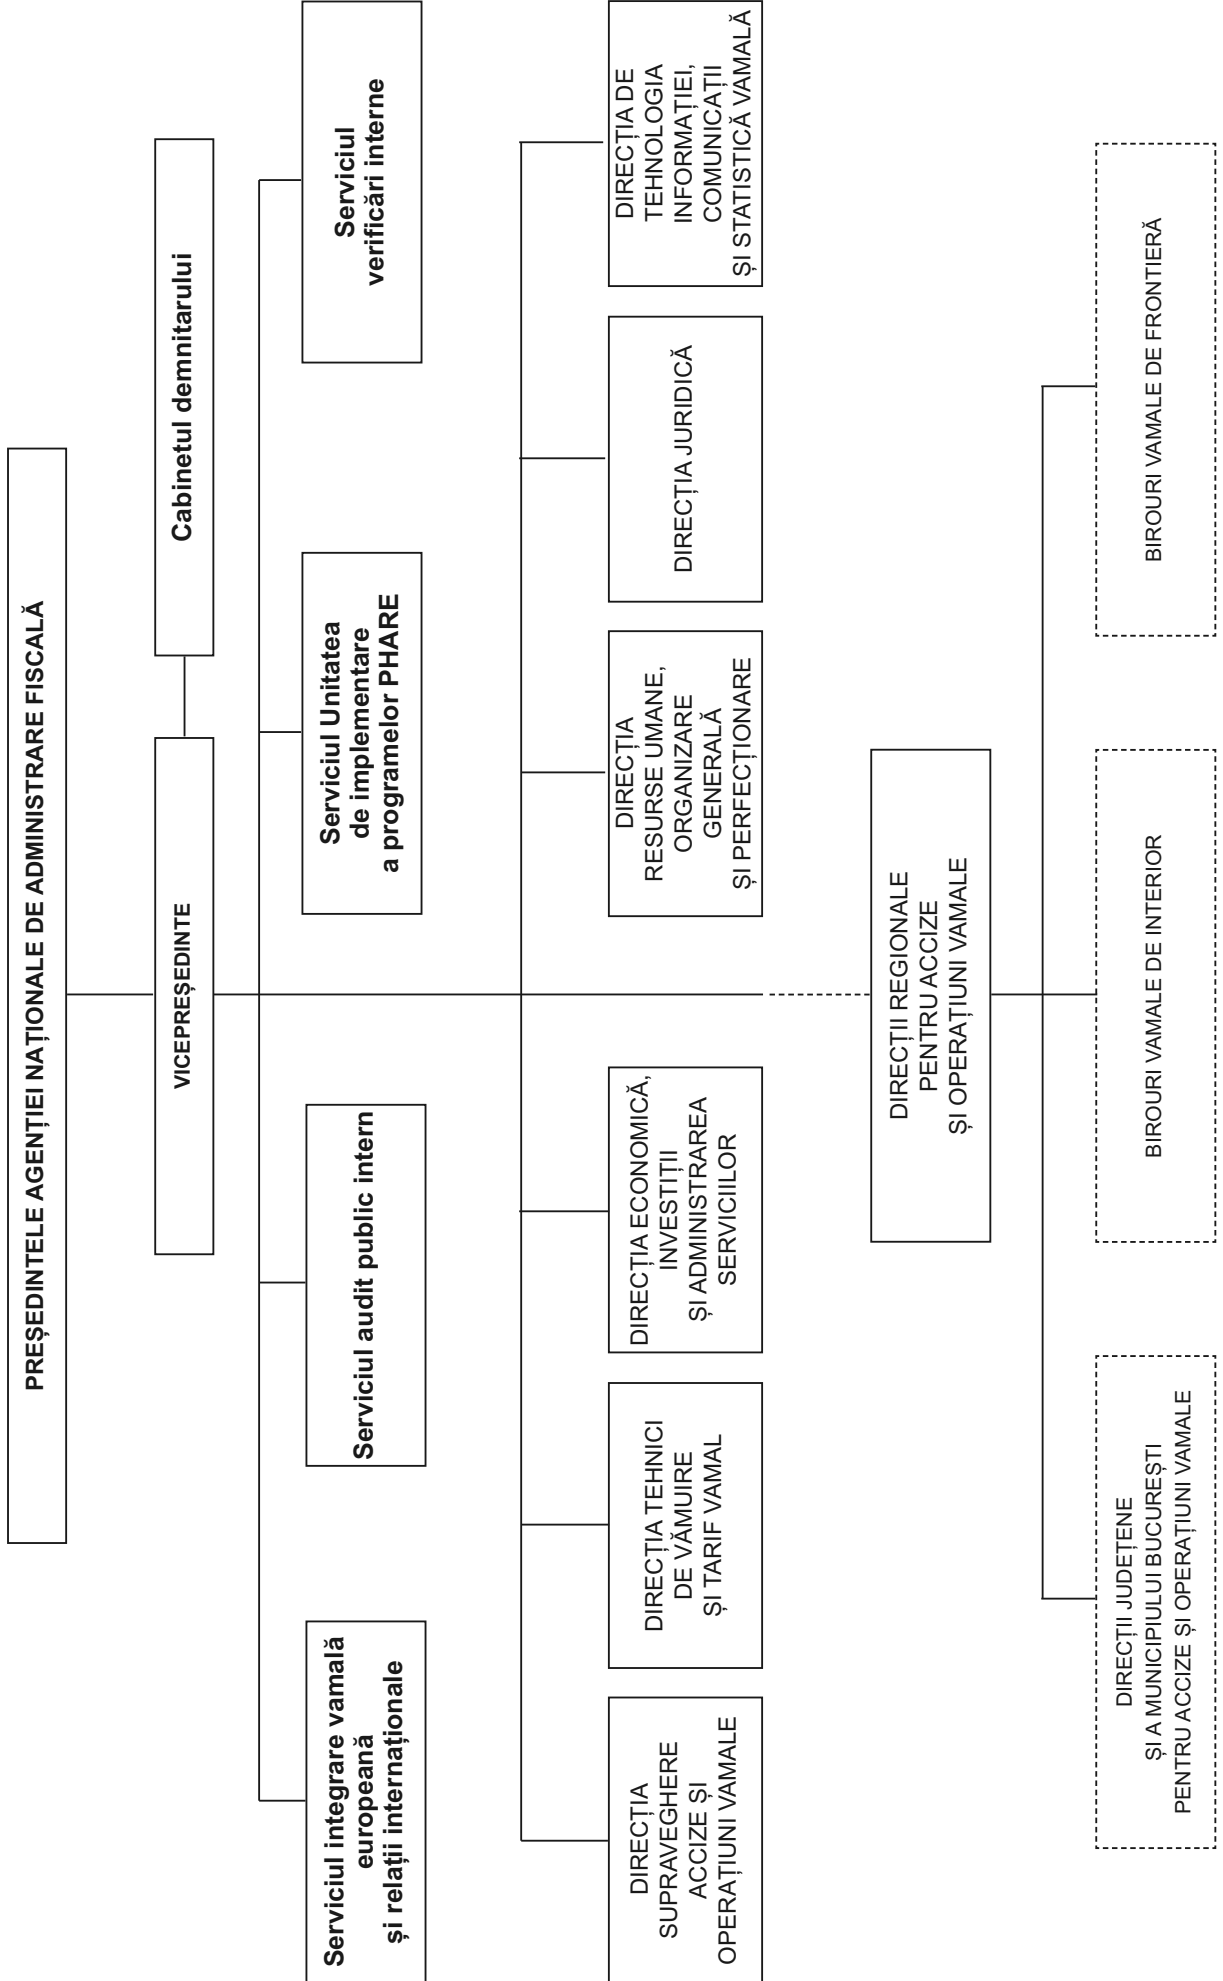 PREȘEDINTELE AGENȚIEI NAȚIONALE DE ADMINISTRARE FISCALĂ
VICEPREȘEDINTE
Cabinetul demnitarului
Serviciul integrare vamală
europeană
și relații internaționale
Serviciul audit public intern
Serviciul Unitatea
de implementare
a programelor PHARE
Serviciul
verificări interne
DIRECȚIA
SUPRAVEGHERE
ACCIZE ȘI
OPERAȚIUNI VAMALE
DIRECȚIA TEHNICI
DE VĂMUIRE
ȘI TARIF VAMAL
DIRECȚIA ECONOMICĂ,
INVESTIȚII
ȘI ADMINISTRAREA
SERVICIILOR
DIRECȚIA
RESURSE UMANE,
ORGANIZARE
GENERALĂ
ȘI PERFECȚIONARE
DIRECȚIA JURIDICĂ
DIRECȚIA DE
TEHNOLOGIA
INFORMAȚIEI,
COMUNICAȚII
ȘI STATISTICĂ VAMALĂ
DIRECȚII REGIONALE
PENTRU ACCIZE
ȘI OPERAȚIUNI VAMALE
DIRECȚII JUDEȚENE
ȘI A MUNICIPIULUI BUCUREȘTI
PENTRU ACCIZE ȘI OPERAȚIUNI VAMALE
BIROURI VAMALE DE INTERIOR
BIROURI VAMALE DE FRONTIERĂ